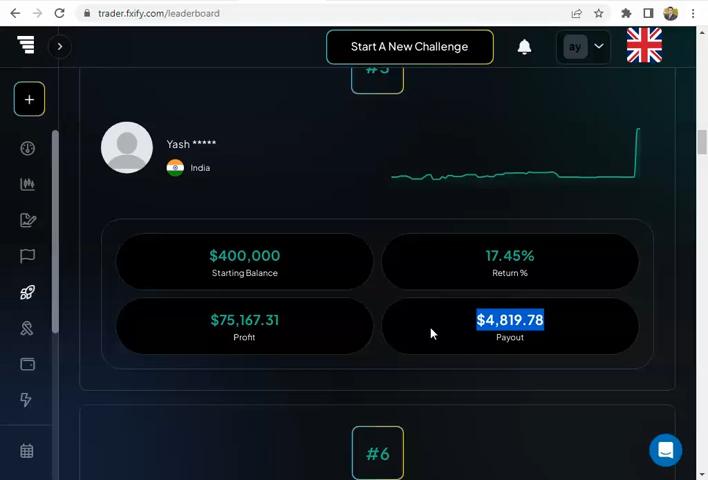 trader.fxify.com/leaderboard
Start A New Challenge
ay
Yash *****
India
$400,000
Starting Balance
17.45%
Return %
$75,167.31
Profit
$4,819.78
Payout
#6